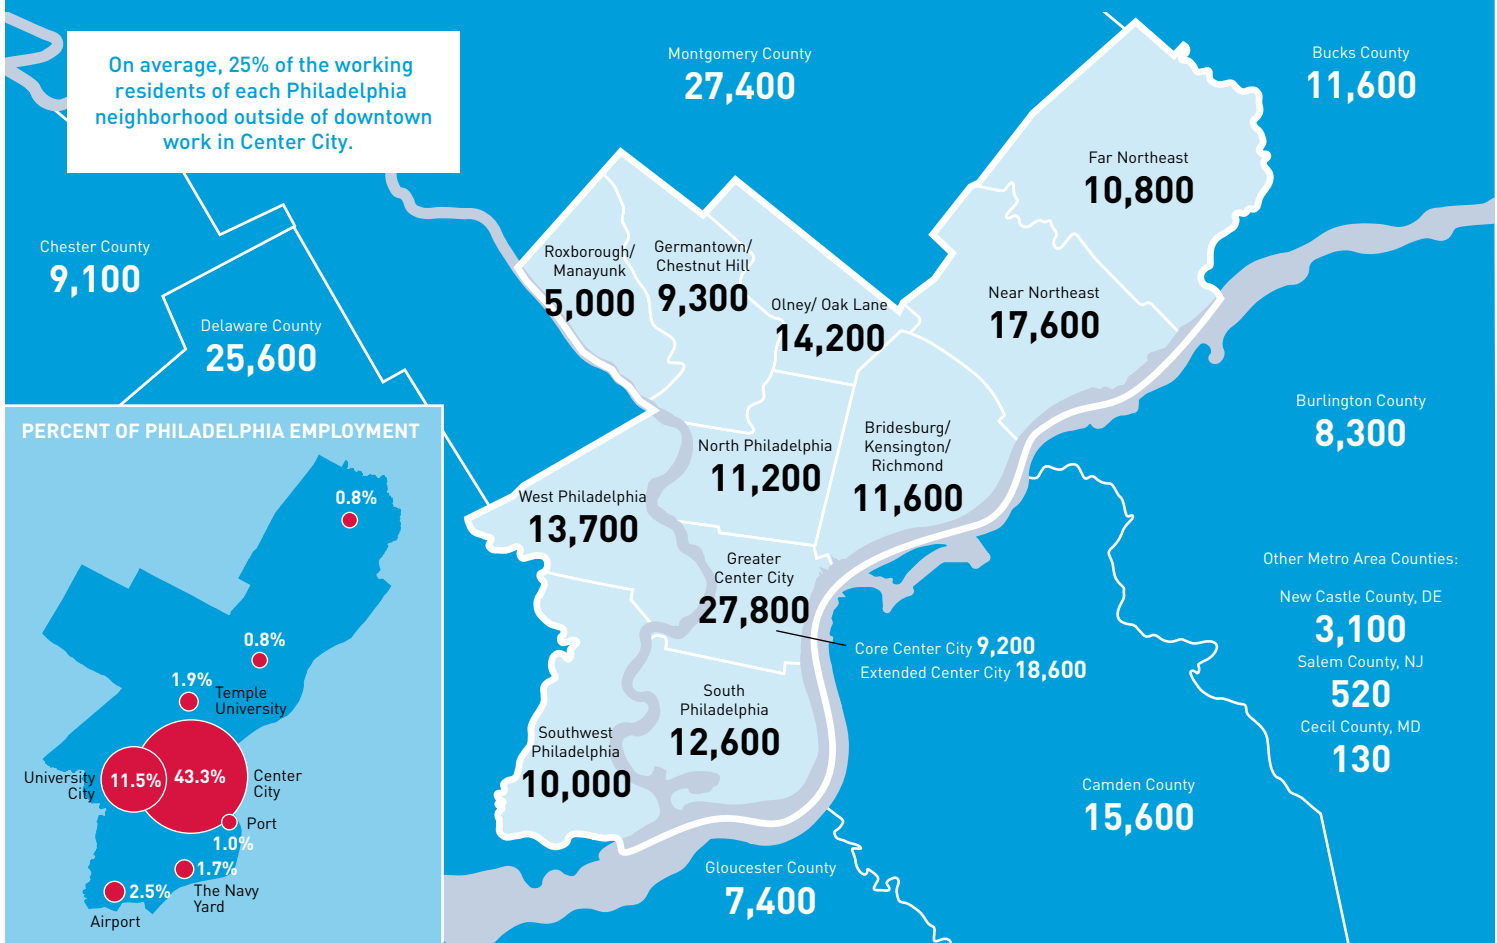 On average, 25% of the working
residents of each Philadelphia
neighborhood outside of downtown
work in Center City.
Montgomery County
27,400
Bucks County
11,600
Far Northeast
10,800
Chester County
9,100
Delaware County
25,600
Roxborough/
Manayunk
5,000
Germantown/
Chestnut Hill
9,300
Olney/ Oak Lane
14,200
Near Northeast
17,600
Burlington County
8,300
North Philadelphia
11,200
Bridesburg/
Kensington/
Richmond
11,600
West Philadelphia
13,700
Greater
Center City
27,800
Core Center City 9,200
Extended Center City 18,600
South
Philadelphia
12,600
Southwest
Philadelphia
10,000
Other Metro Area Counties:
New Castle County, DE
3,100
Salem County, NJ
520
Cecil County, MD
130
Camden County
15,600
Gloucester County
7,400
PERCENT OF PHILADELPHIA EMPLOYMENT
0.8%
0.8%
1.9%
Temple
University
University
City
11.5%
43.3%
Center
City
Port
1.0%
1.7%
The Navy
Yard
2.5%
Airport